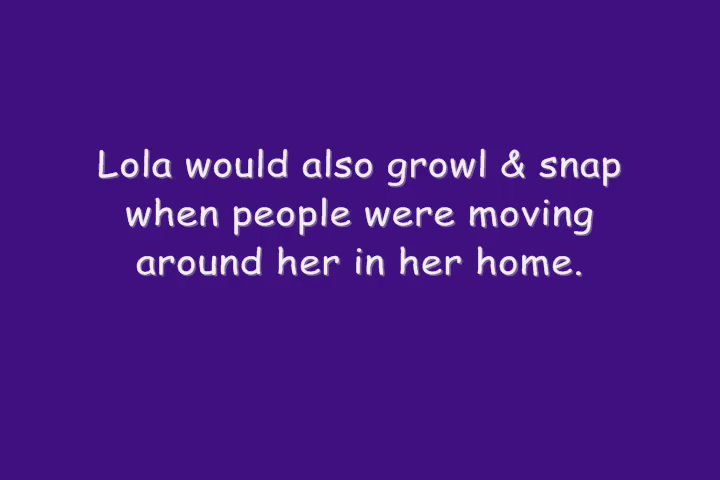 Lola would also growl & snap
when people were moving
around her in her home.